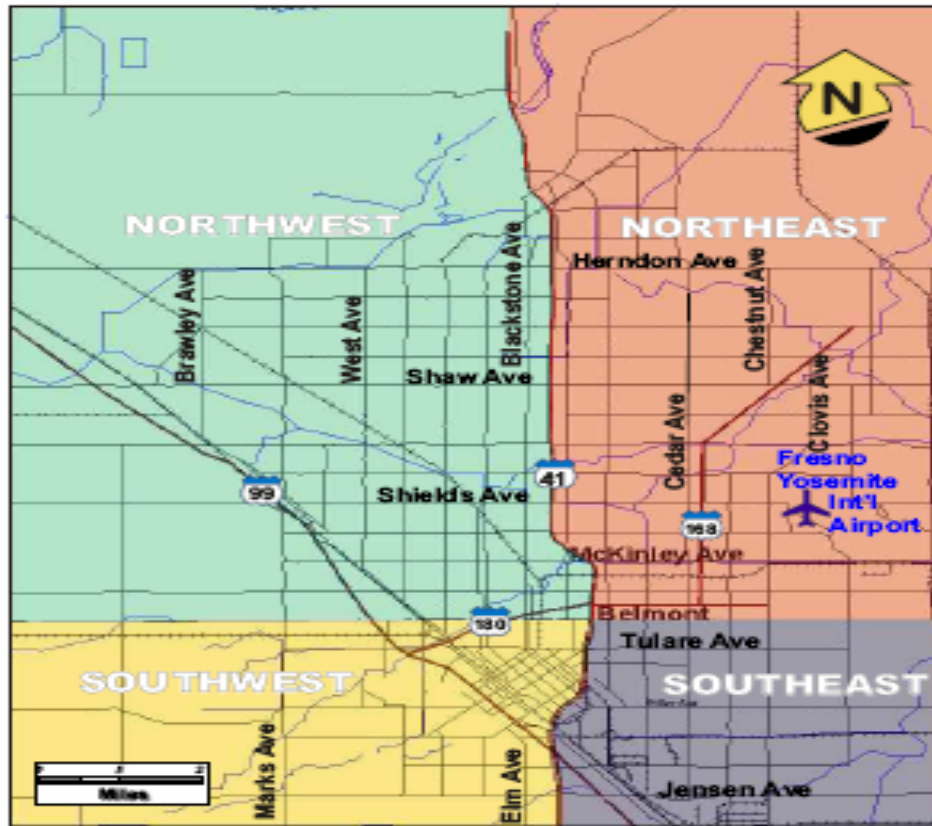 N
NORTHWEST
NORTHEAST
Herndon Ave
Brawley Ave
West Ave
Blackstone Ave
Chestnut Ave
Shaw Ave
Cedar Ave
Clovis Ave
99
Shields Ave
41
Fresno
Yosemite
Int'l
Airport
168
McKinley Ave
180
Belmont
Tulare Ave
SOUTHWEST
SOUTHEAST
Marks Ave
Elm Ave
Jensen Ave
Miles